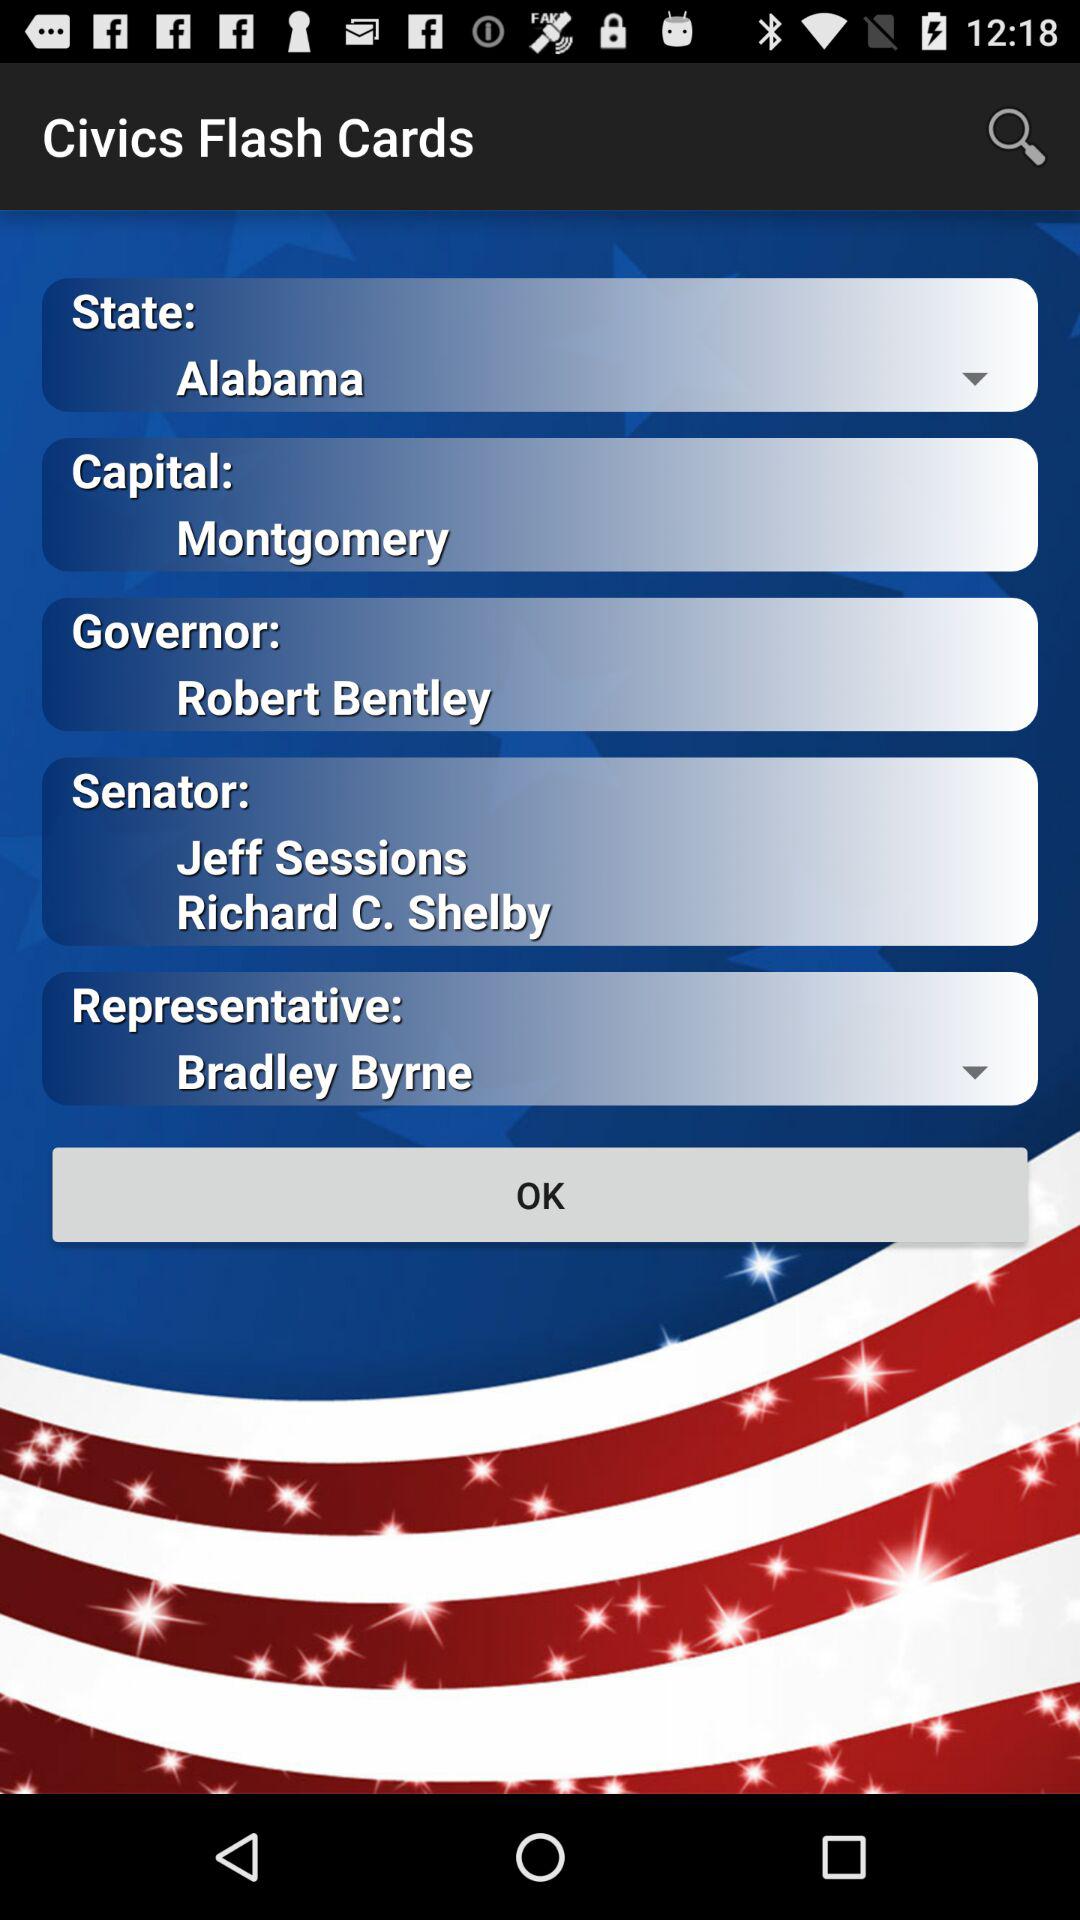 FAKE
12:18
Civics Flash Cards
State:
Alabama
Capital:
Montgomery
Governor:
Robert Bentley
Senator:
Jeff Sessions
Richard C. Shelby
Representative:
Bradley Byrne
OK